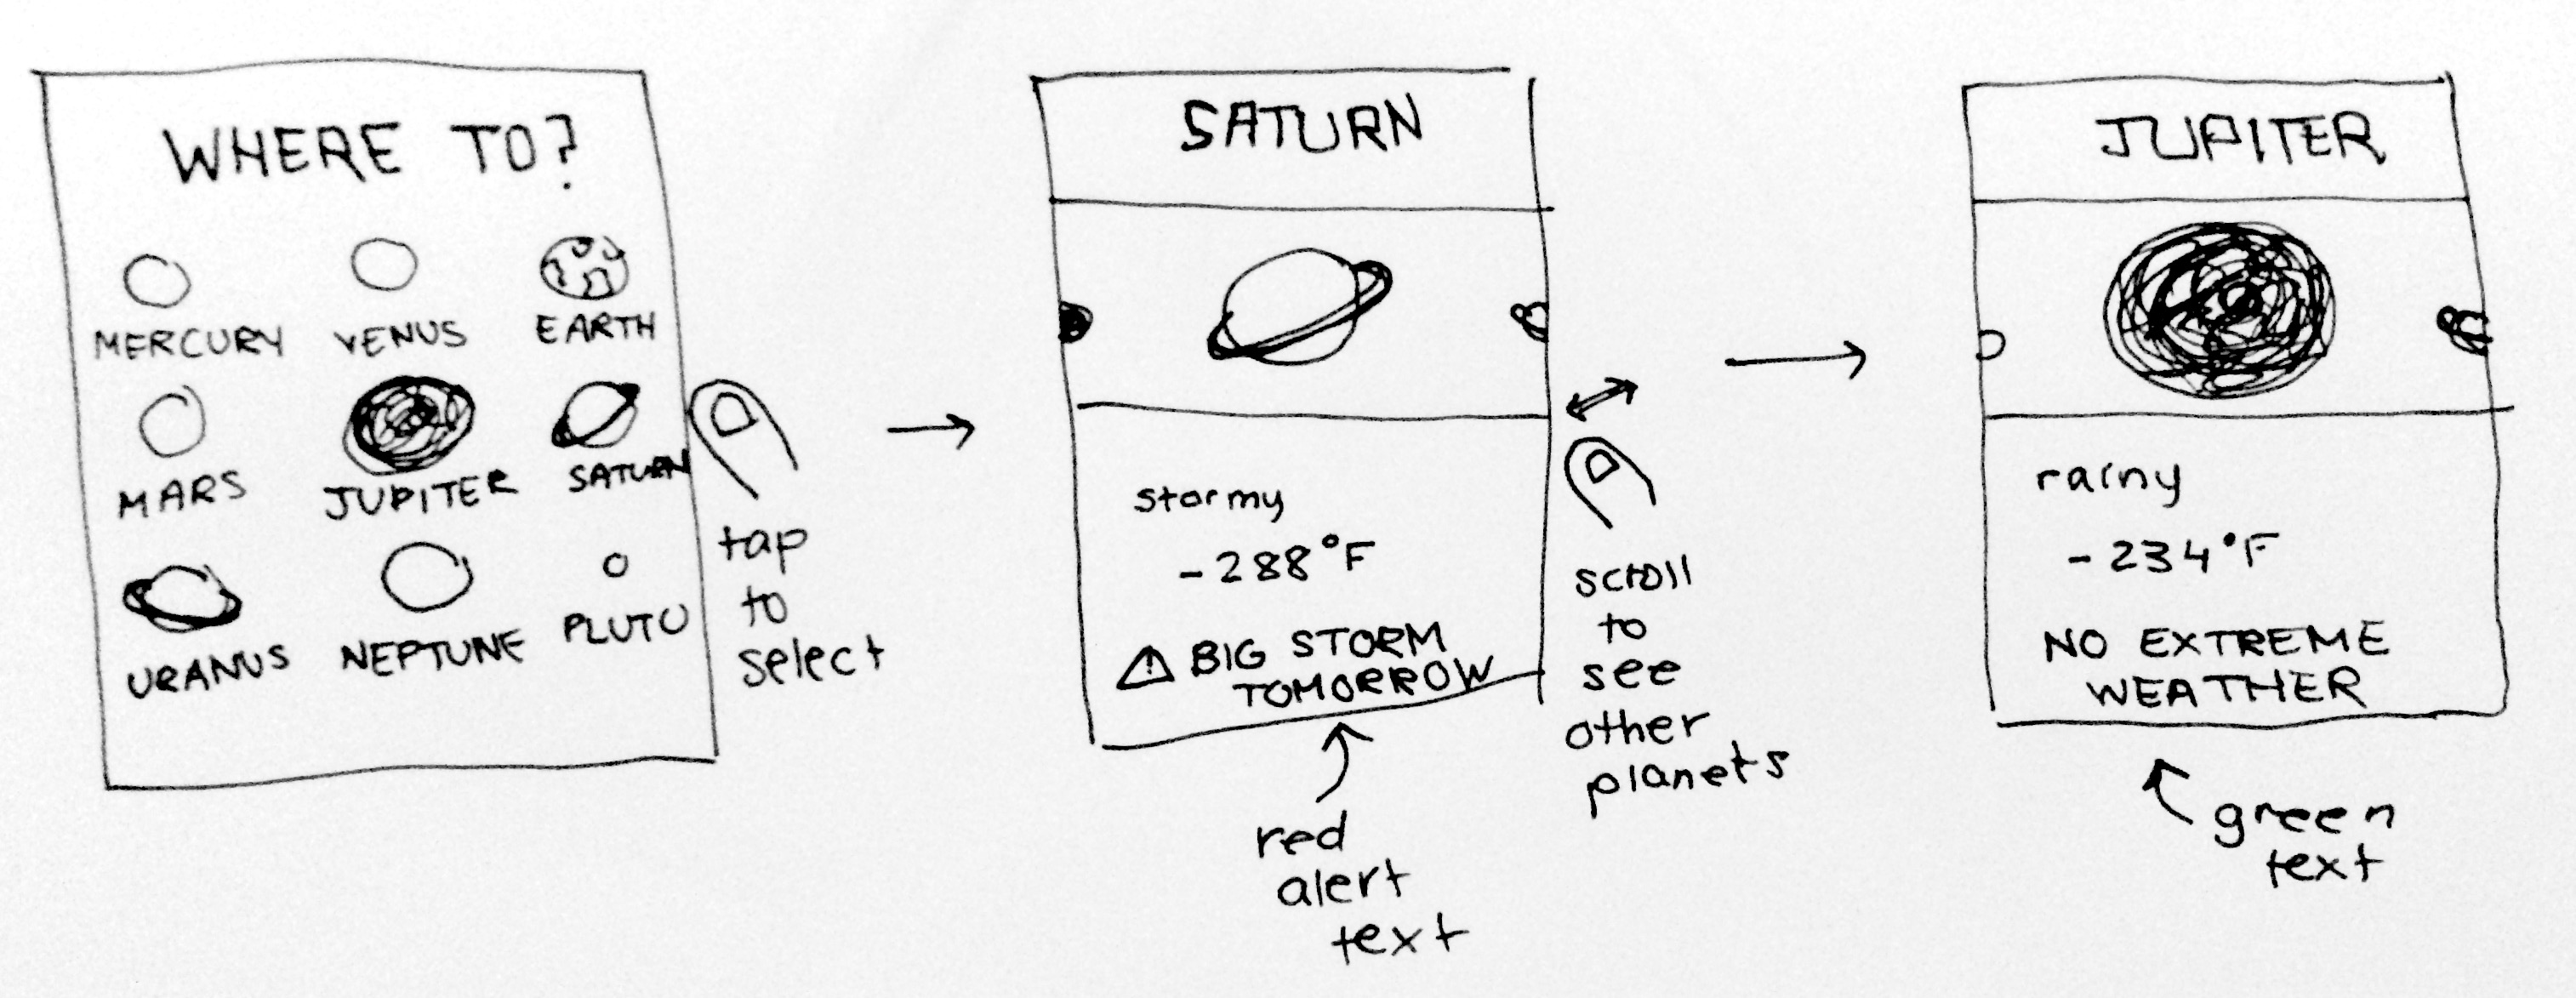 WHERE TO?
MERCURY VENUS EARTH
MARS JUPITER SATURN
URANUS NEPTUNE PLUTO
tap
to
select
SATURN
stormy
-288°F
⚠ BIG STORM
TOMORROW
red
alert
text
scroll
to
see
other
planets
JUPITER
rainy
-234°F
NO EXTREME
WEATHER
green
text